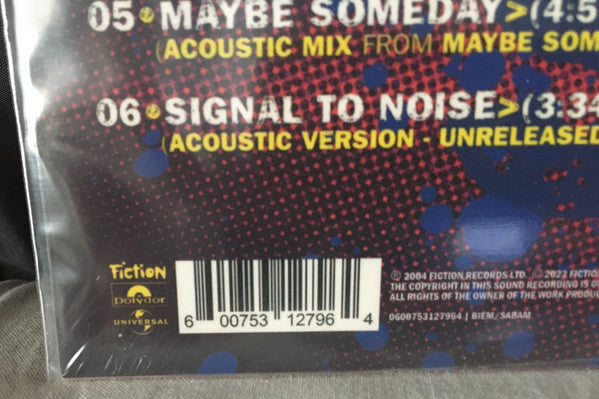 05 MAYBE SOMEDAY > (4:5
(ACOUSTIC MIX FROM MAYBE SOM
06 SIGNAL TO NOISE > (3:34
(ACOUSTIC VERSION - UNRELEASED
FICTION
polydor
UNIVERSAL
6 00753 12796 4
℗ 2004 FICTION RECORDS LTD. © 2023 FICTION
THE COPYRIGHT IN THIS SOUND RECORDING IS
ALL RIGHTS OF THE OWNER OF THE WORK PRODUC
0600753127964 | BIEM/SABAM